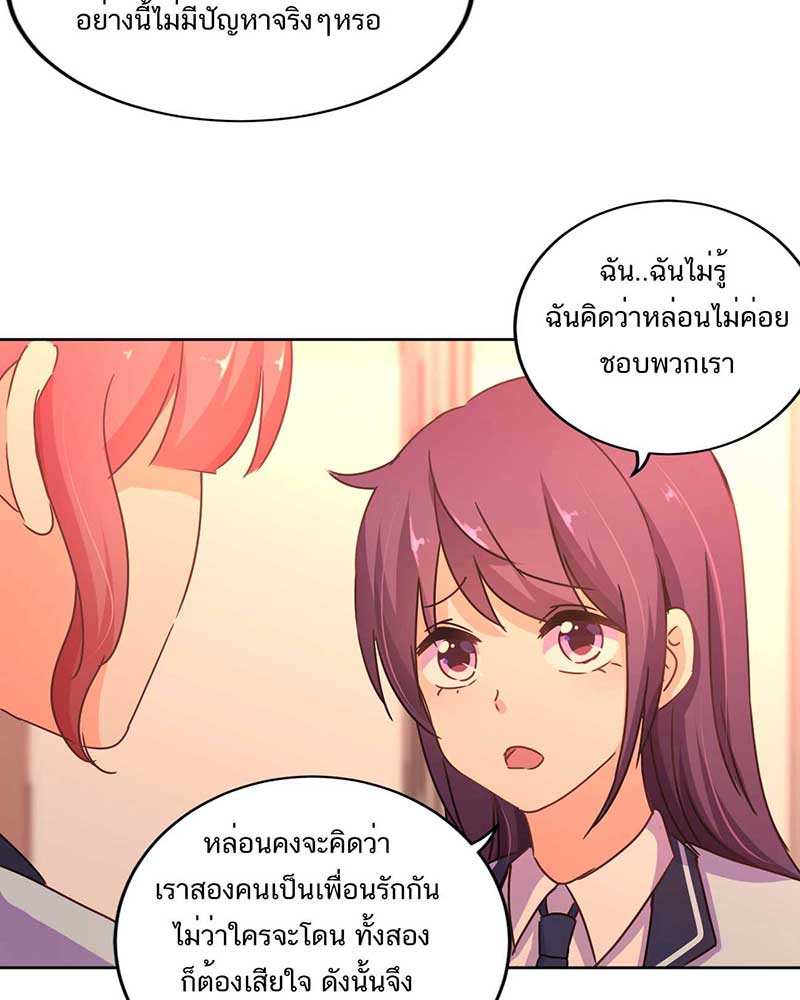 อย่างนี้ไม่มีปัญหาจริงๆหรอ
ฉัน..ฉันไม่รู้
ฉันคิดว่าหล่อนไม่ค่อย
ชอบพวกเรา
หล่อนคงจะคิดว่า
เราสองคนเป็นเพื่อนรักกัน
ไม่ว่าใครจะโดน ทั้งสอง
ก็ต้องเสียใจ ดังนั้นจึง